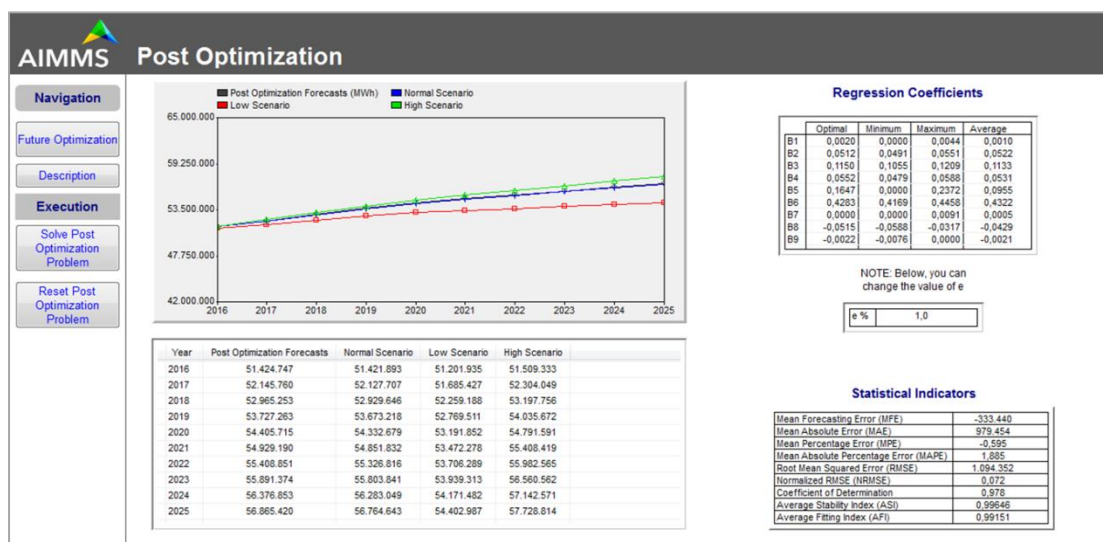 AIMMS
Post Optimization
Navigation
Future Optimization
Description
Execution
Solve Post
Optimization
Problem
Reset Post
Optimization
Problem
Post Optimization Forecasts (MWh) Normal Scenario
Low Scenario High Scenario
65.000.000
59.250.000
53.500.000
47.750.000
42.000.000
2016 2017 2018 2019 2020 2021 2022 2023 2024 2025
Year Post Optimization Forecasts Normal Scenario Low Scenario High Scenario
2016 51.424.747 51.421.893 51.201.935 51.509.333
2017 52.145.760 52.127.707 51.685.427 52.304.049
2018 52.965.253 52.929.646 52.259.188 53.197.756
2019 53.727.263 53.673.218 52.769.511 54.035.672
2020 54.405.715 54.332.679 53.191.852 54.791.591
2021 54.929.190 54.851.832 53.472.278 55.408.419
2022 55.408.851 55.326.816 53.706.289 55.982.565
2023 55.891.374 55.803.841 53.939.313 56.560.562
2024 56.376.853 56.283.049 54.171.482 57.142.571
2025 56.865.420 56.764.643 54.402.987 57.728.814
Regression Coefficients
Optimal Minimum Maximum Average
B1 0,0020 0,0000 0,0044 0,0010
B2 0,0512 0,0491 0,0551 0,0522
B3 0,1150 0,1055 0,1209 0,1133
B4 0,0552 0,0479 0,0588 0,0531
B5 0,1647 0,0000 0,2372 0,0955
B6 0,4283 0,4169 0,4458 0,4322
B7 0,0000 0,0000 0,0091 0,0005
B8 -0,0515 -0,0588 -0,0317 -0,0429
B9 -0,0022 -0,0076 0,0000 -0,0021
NOTE: Below, you can
change the value of e
e % 1,0
Statistical Indicators
Mean Forecasting Error (MFE) -333.440
Mean Absolute Error (MAE) 979.454
Mean Percentage Error (MPE) -0,595
Mean Absolute Percentage Error (MAPE) 1,885
Root Mean Squared Error (RMSE) 1.094.352
Normalized RMSE (NRMSE) 0,072
Coefficient of Determination 0,978
Average Stability Index (ASI) 0,99646
Average Fitting Index (AFI) 0,99151